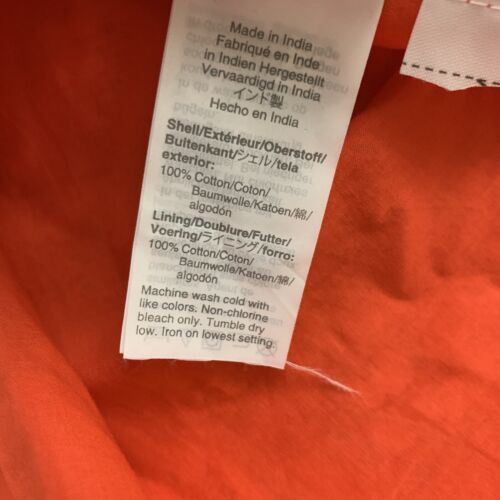 Made in India
Fabriqué en Inde
in Indien Hergestellt
Vervaardigd in India
インド製
Hecho en India
Shell/Extérieur/Oberstoff/
Buitenkant/シェル/tela
exterior:
100% Cotton/Coton/
Baumwolle/Katoen/綿/
algodón
Lining/Doublure/Futter/
Voering/ライニング/forro:
100% Cotton/Coton/
Baumwolle/Katoen/綿/
algodón
Machine wash cold with
like colors. Non-chlorine
bleach only. Tumble dry
low. Iron on lowest setting.